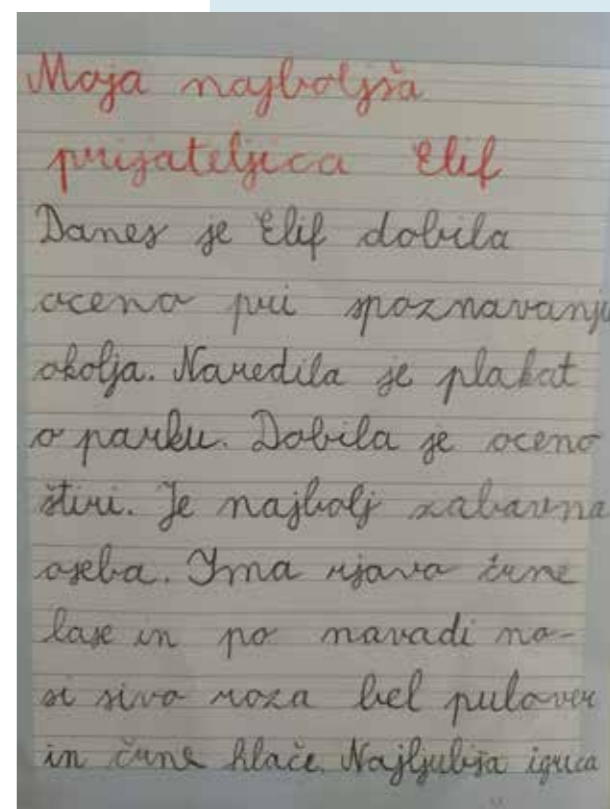 Moja najboljša
prijateljica Elif
Danes je Elif dobila
oceno pri spoznavanju
okolja. Naredila je plakat
o parku. Dobila je oceno
štiri. Je najbolj zabavna
oseba. Ima rjavo črne
lase in po navadi no-
si sivo roza bel pulover
in črne hlače. Najljubša igrica